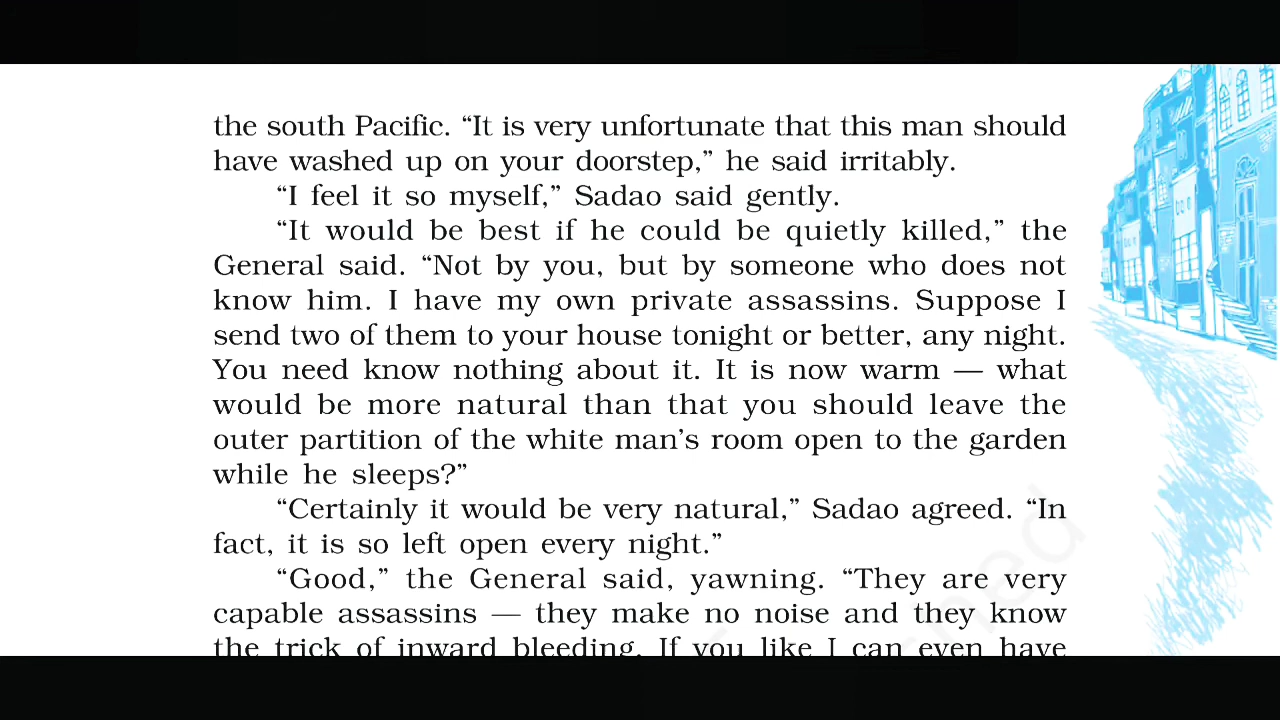 the south Pacific. “It is very unfortunate that this man should
have washed up on your doorstep,” he said irritably.
“I feel it so myself,” Sadao said gently.
“It would be best if he could be quietly killed,” the
General said. “Not by you, but by someone who does not
know him. I have my own private assassins. Suppose I
send two of them to your house tonight or better, any night.
You need know nothing about it. It is now warm — what
would be more natural than that you should leave the
outer partition of the white man’s room open to the garden
while he sleeps?”
“Certainly it would be very natural,” Sadao agreed. “In
fact, it is so left open every night.”
“Good,” the General said, yawning. “They are very
capable assassins — they make no noise and they know
the trick of inward bleeding. If you like I can even have